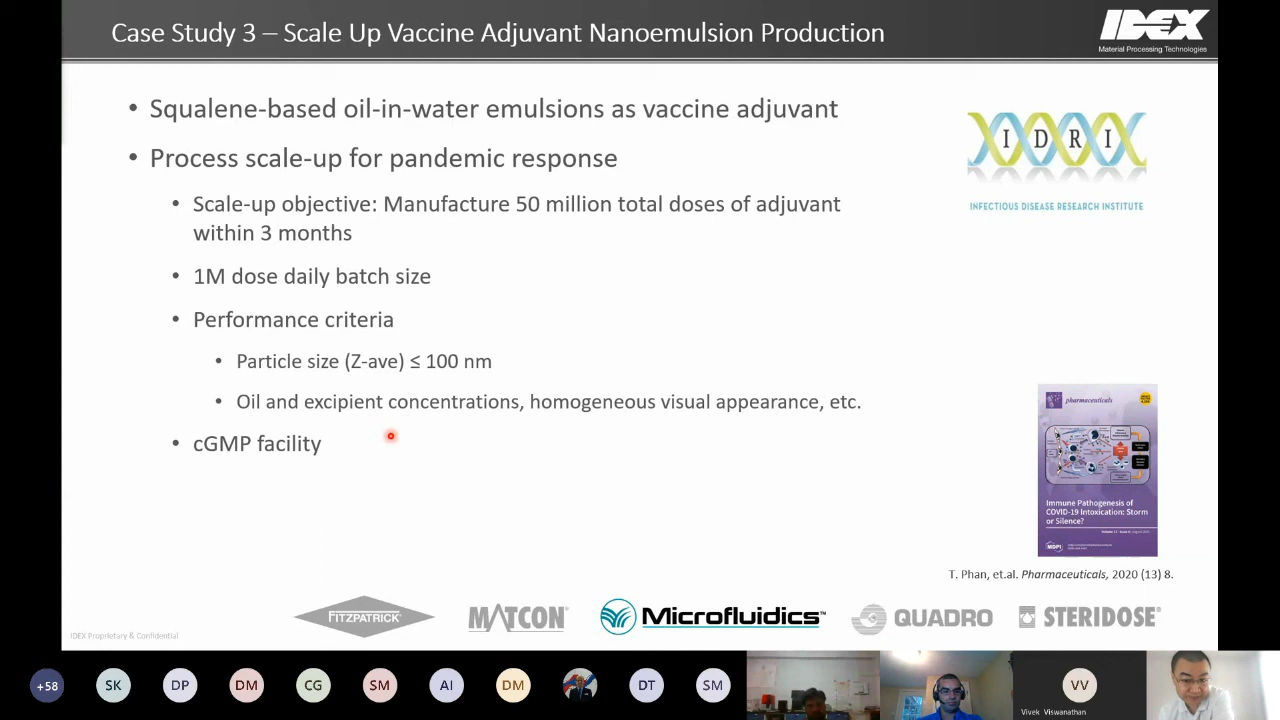 Case Study 3 – Scale Up Vaccine Adjuvant Nanoemulsion Production
IDEX
Material Processing Technologies
• Squalene-based oil-in-water emulsions as vaccine adjuvant
• Process scale-up for pandemic response
• Scale-up objective: Manufacture 50 million total doses of adjuvant
within 3 months
• 1M dose daily batch size
• Performance criteria
• Particle size (Z-ave) ≤ 100 nm
• Oil and excipient concentrations, homogeneous visual appearance, etc.
• cGMP facility
IDRI
INFECTIOUS DISEASE RESEARCH INSTITUTE
pharmaceuticals
Immune Pathogenesis of
COVID-19 Intoxication: Storm
or Silence?
MDPI
T. Phan, et.al. Pharmaceuticals, 2020 (13) 8.
FITZPATRICK
MATCON
Microfluidics™
QUADRO
STERIDOSE
IDEX Proprietary & Confidential
+58
SK
DP
DM
CG
SM
AI
DM
DT
SM
VV
Vivek Viswanathan